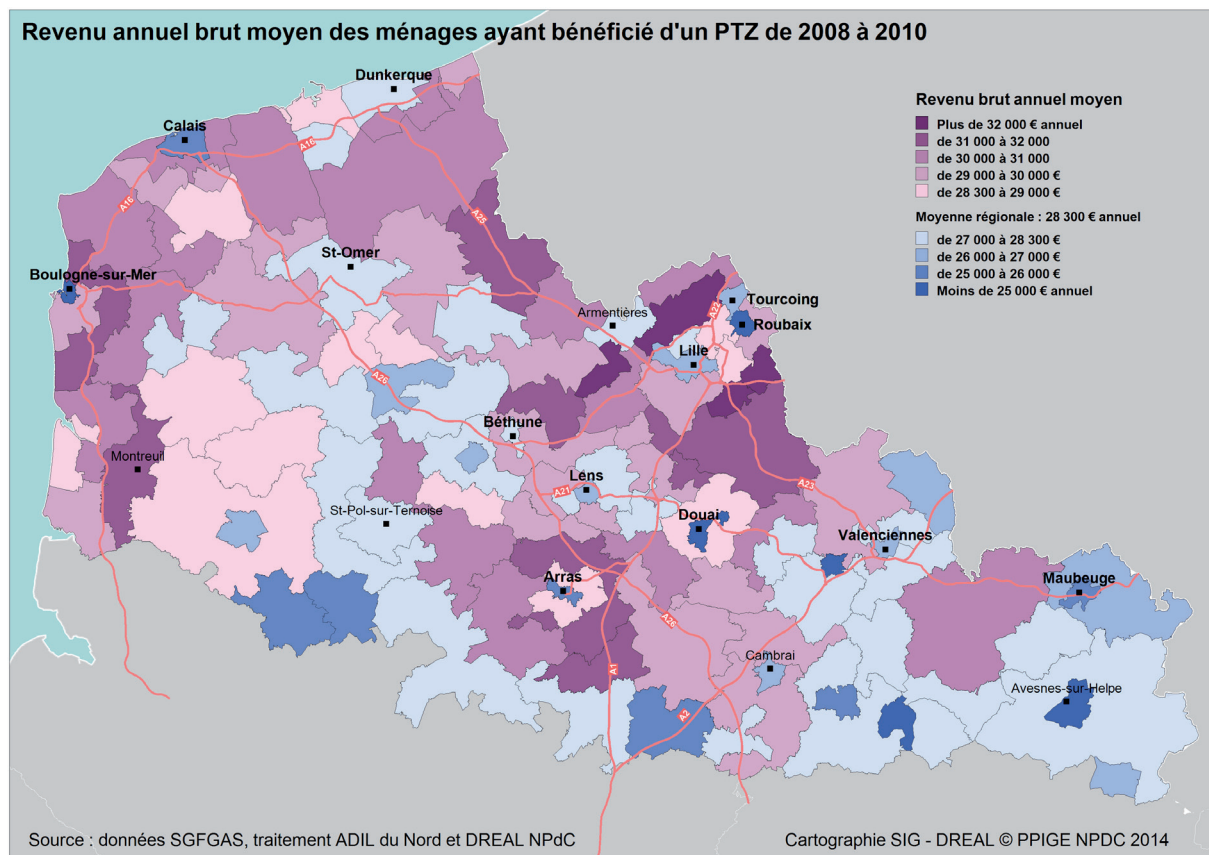 Revenu annuel brut moyen des ménages ayant bénéficié d'un PTZ de 2008 à 2010
Dunkerque
Revenu brut annuel moyen
Plus de 32 000 € annuel
de 31 000 à 32 000
de 30 000 à 31 000
de 29 000 à 30 000 €
de 28 300 à 29 000 €
Moyenne régionale : 28 300 € annuel
de 27 000 à 28 300 €
de 26 000 à 27 000 €
de 25 000 à 26 000 €
Moins de 25 000 € annuel
Calais
A16
A16
A25
St-Omer
Boulogne-sur-Mer
Tourcoing
Armentières
Roubaix
A22
Lille
A26
Béthune
Montreuil
Lens
A21
A23
St-Pol-sur-Ternoise
Douai
Valenciennes
Arras
Maubeuge
A26
Cambrai
A1
Avesnes-sur-Helpe
A2
Source : données SGFGAS, traitement ADIL du Nord et DREAL NPdC
Cartographie SIG - DREAL © PPIGE NPDC 2014